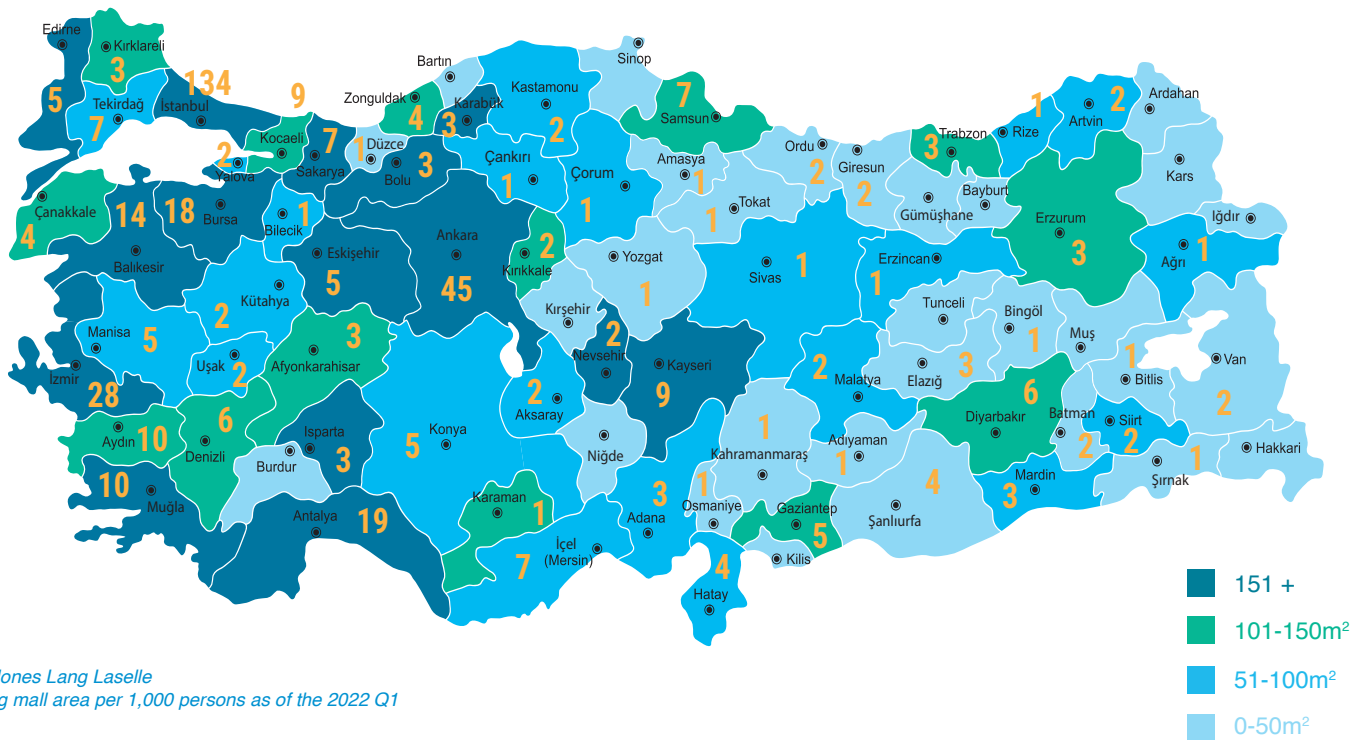 Edirne
Kırklareli
3
5
Tekirdağ
7
134
İstanbul
9
Kocaeli
2
Yalova
7
Sakarya
1
Düzce
Bolu
3
Zonguldak
4
Bartın
Karabük
3
Kastamonu
2
Sinop
Çankırı
1
Çorum
1
7
Samsun
Amasya
1
Tokat
1
Ordu
2
Giresun
2
Trabzon
3
Gümüşhane
Bayburt
1
Rize
2
Artvin
Ardahan
Kars
Iğdır
Erzurum
3
Ağrı
1
Çanakkale
4
14
Balıkesir
18
Bursa
Bilecik
1
Eskişehir
5
Ankara
45
2
Kırıkkale
Yozgat
1
Kırşehir
Sivas
1
Erzincan
1
Tunceli
Bingöl
1
Muş
1
Bitlis
Van
2
Kütahya
2
Manisa
5
Uşak
2
3
Afyonkarahisar
İzmir
28
Aydın
10
6
Denizli
Isparta
3
Burdur
10
Muğla
Antalya
19
5
Konya
2
Aksaray
2
Nevşehir
Kayseri
9
Niğde
2
Malatya
Elazığ
3
6
Diyarbakır
Batman
2
Siirt
2
Şırnak
1
Hakkari
Mardin
3
1
Kahramanmaraş
Adıyaman
1
4
Şanlıurfa
Karaman
1
7
İçel
(Mersin)
3
Adana
1
Osmaniye
Gaziantep
5
Kilis
4
Hatay
151 +
101-150m²
51-100m²
0-50m²
Jones Lang Laselle
g mall area per 1,000 persons as of the 2022 Q1